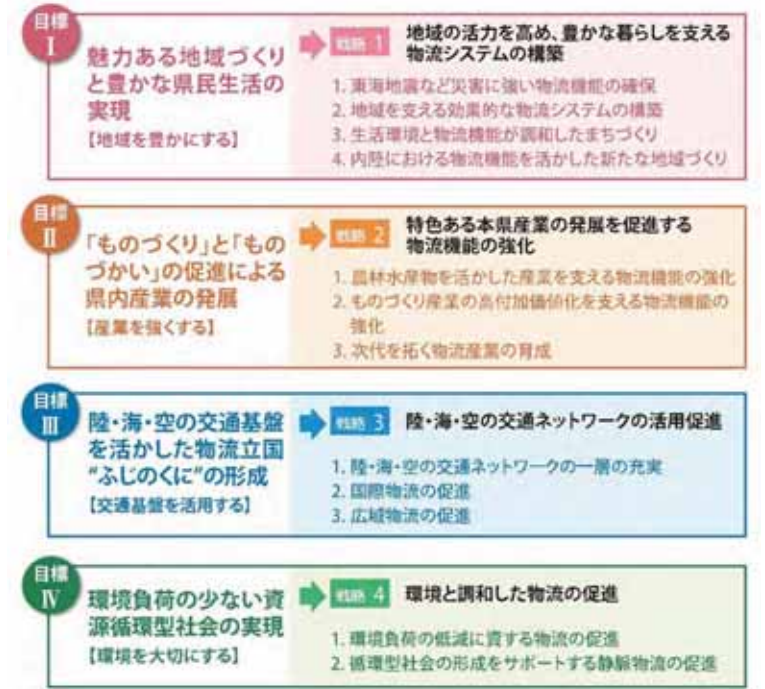 目標
Ⅰ
魅力ある地域づくり
と豊かな県民生活の
実現
【地域を豊かにする】
戦略 1
地域の活力を高め、豊かな暮らしを支える
物流システムの構築
1. 東海地震など災害に強い物流機能の確保
2. 地域を支える効果的な物流システムの構築
3. 生活環境と物流機能が調和したまちづくり
4. 内陸における物流機能を活かした新たな地域づくり
目標
Ⅱ
「ものづくり」と「もの
づかい」の促進による
県内産業の発展
【産業を強くする】
戦略 2
特色ある本県産業の発展を促進する
物流機能の強化
1. 農林水産物を活かした産業を支える物流機能の強化
2. ものづくり産業の高付加価値化を支える物流機能の
強化
3. 次代を拓く物流産業の育成
目標
Ⅲ
陸・海・空の交通基盤
を活かした物流立国
“ふじのくに”の形成
【交通基盤を活用する】
戦略 3
陸・海・空の交通ネットワークの活用促進
1. 陸・海・空の交通ネットワークの一層の充実
2. 国際物流の促進
3. 広域物流の促進
目標
Ⅳ
環境負荷の少ない資
源循環型社会の実現
【環境を大切にする】
戦略 4
環境と調和した物流の促進
1. 環境負荷の低減に資する物流の促進
2. 循環型社会の形成をサポートする静脈物流の促進